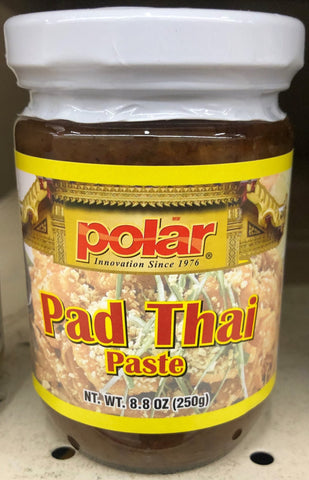 polar®
Innovation Since 1976
Pad Thai
Paste
NT. WT. 8.8 OZ (250g)